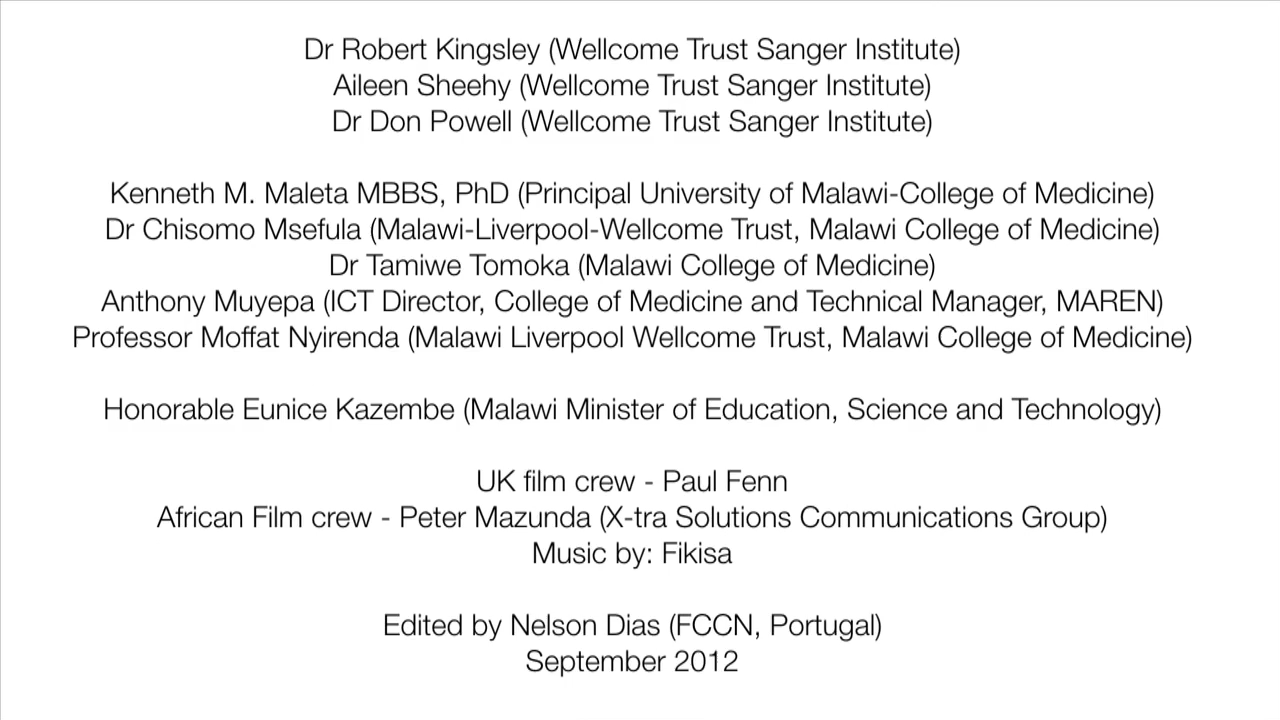 Dr Robert Kingsley (Wellcome Trust Sanger Institute)
Aileen Sheehy (Wellcome Trust Sanger Institute)
Dr Don Powell (Wellcome Trust Sanger Institute)
Kenneth M. Maleta MBBS, PhD (Principal University of Malawi-College of Medicine)
Dr Chisomo Msefula (Malawi-Liverpool-Wellcome Trust, Malawi College of Medicine)
Dr Tamiwe Tomoka (Malawi College of Medicine)
Anthony Muyepa (ICT Director, College of Medicine and Technical Manager, MAREN)
Professor Moffat Nyirenda (Malawi Liverpool Wellcome Trust, Malawi College of Medicine)
Honorable Eunice Kazembe (Malawi Minister of Education, Science and Technology)
UK film crew - Paul Fenn
African Film crew - Peter Mazunda (X-tra Solutions Communications Group)
Music by: Fikisa
Edited by Nelson Dias (FCCN, Portugal)
September 2012